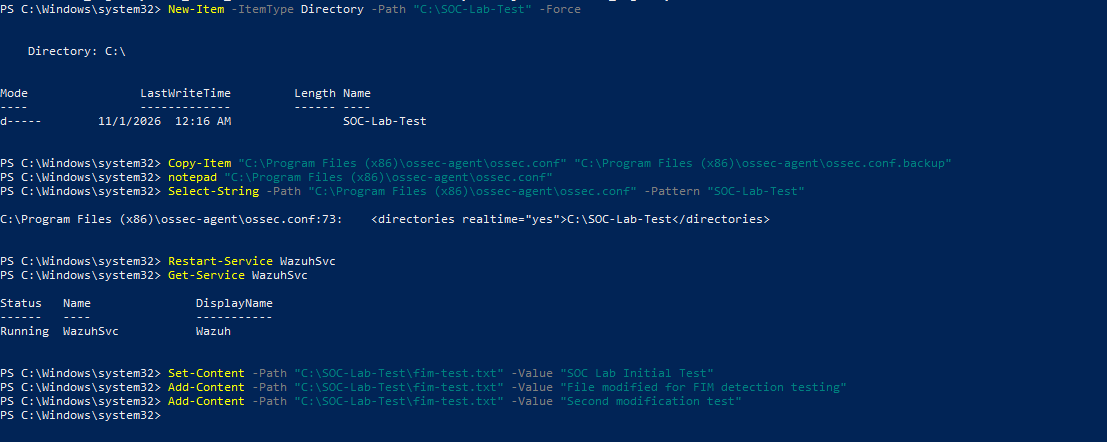 PS C:\Windows\system32> New-Item -ItemType Directory -Path "C:\SOC-Lab-Test" -Force
Directory: C:\
Mode LastWriteTime Length Name
---- ------------- ------ ----
d----- 11/1/2026 12:16 AM SOC-Lab-Test
PS C:\Windows\system32> Copy-Item "C:\Program Files (x86)\ossec-agent\ossec.conf" "C:\Program Files (x86)\ossec-agent\ossec.conf.backup"
PS C:\Windows\system32> notepad "C:\Program Files (x86)\ossec-agent\ossec.conf"
PS C:\Windows\system32> Select-String -Path "C:\Program Files (x86)\ossec-agent\ossec.conf" -Pattern "SOC-Lab-Test"
C:\Program Files (x86)\ossec-agent\ossec.conf:73:    <directories realtime="yes">C:\SOC-Lab-Test</directories>
PS C:\Windows\system32> Restart-Service WazuhSvc
PS C:\Windows\system32> Get-Service WazuhSvc
Status Name DisplayName
------ ---- -----------
Running WazuhSvc Wazuh
PS C:\Windows\system32> Set-Content -Path "C:\SOC-Lab-Test\fim-test.txt" -Value "SOC Lab Initial Test"
PS C:\Windows\system32> Add-Content -Path "C:\SOC-Lab-Test\fim-test.txt" -Value "File modified for FIM detection testing"
PS C:\Windows\system32> Add-Content -Path "C:\SOC-Lab-Test\fim-test.txt" -Value "Second modification test"
PS C:\Windows\system32>